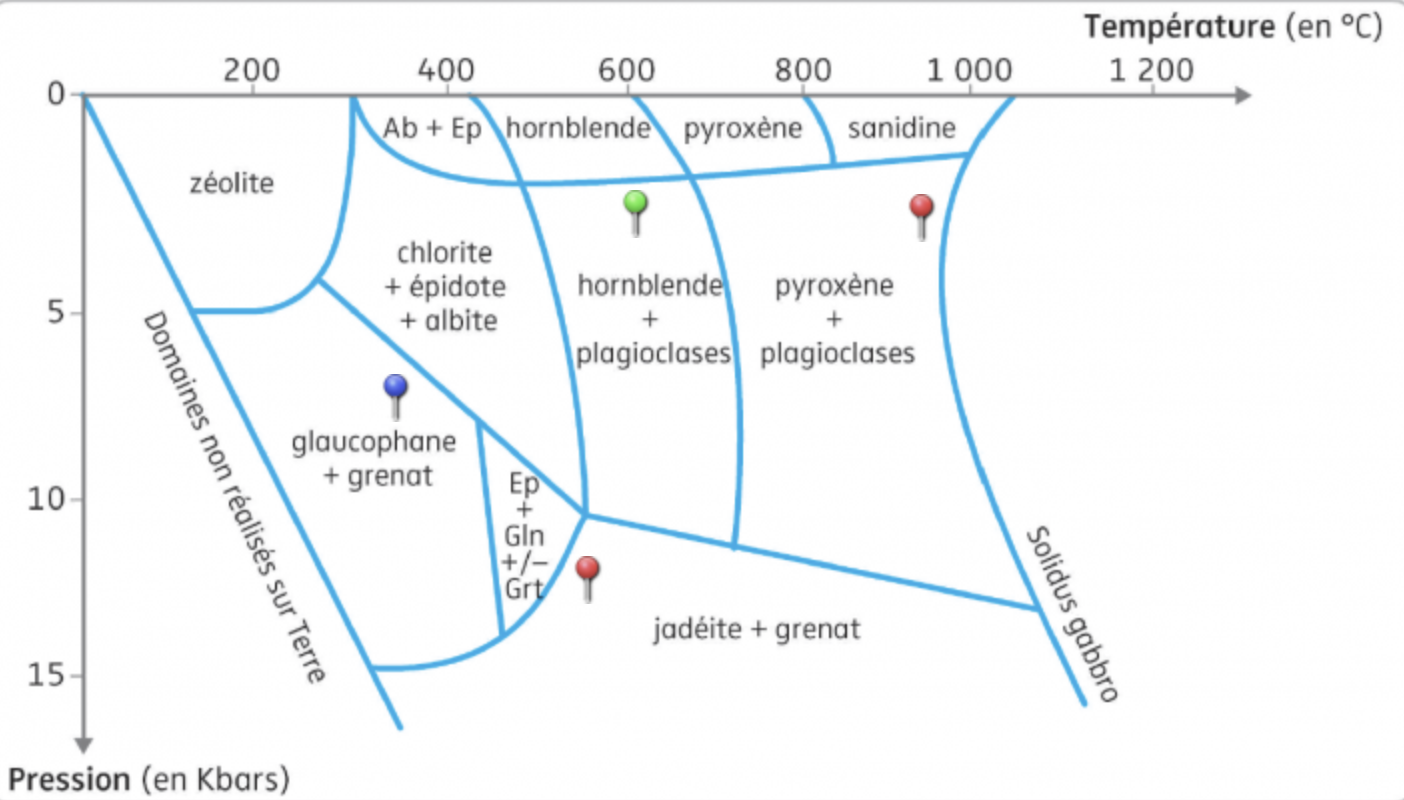 Température (en °C)
200 400 600 800 1 000 1 200
0
Ab + Ep
hornblende
pyroxène
sanidine
zéolite
chlorite
+ épidote
+ albite
hornblende
+
plagioclases
pyroxène
+
plagioclases
5
Domaines non réalisés sur Terre
glaucophane
+ grenat
10
Ep
+
Gln
+/–
Grt
Solidus gabbro
jadéite + grenat
15
Pression (en Kbars)